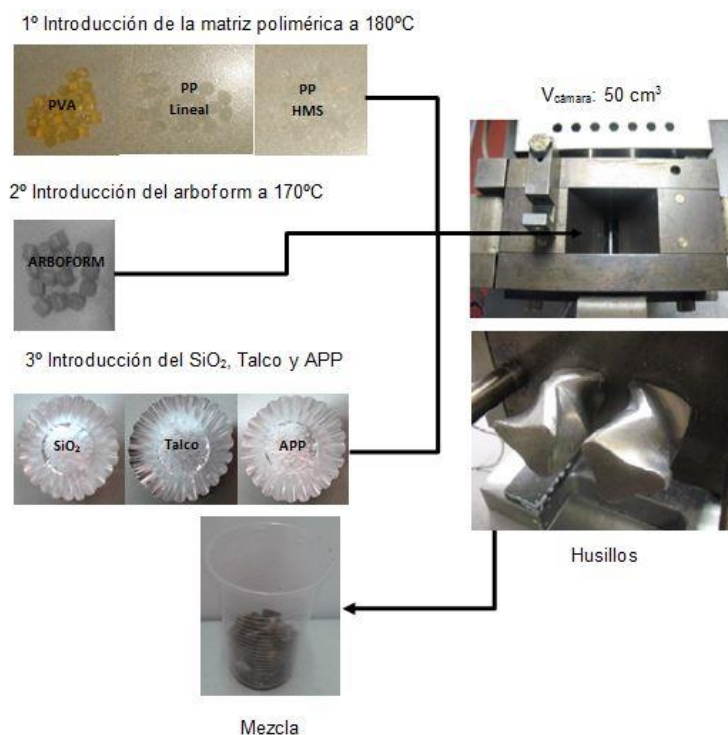 1º Introducción de la matriz polimérica a 180ºC
PVA
PP
Lineal
PP
HMS
Vcámara: 50 cm³
2º Introducción del arboform a 170ºC
ARBOFORM
3º Introducción del SiO₂, Talco y APP
SiO₂
Talco
APP
Husillos
Mezcla